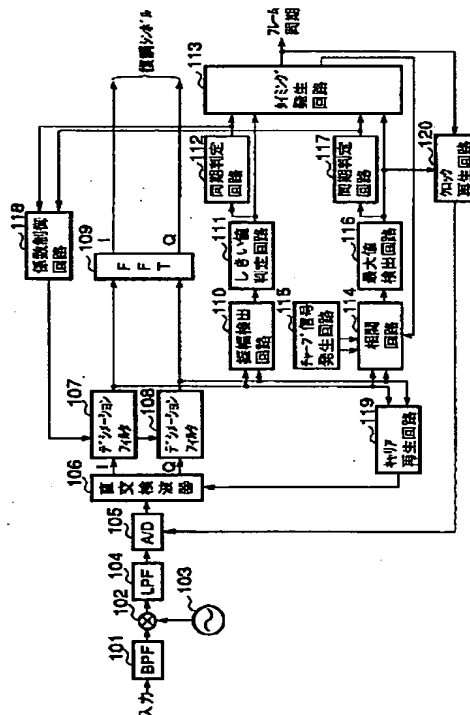 入力
101
BPF
102
103
104
LPF
105
A/D
106
直交検波器
I
Q
107
デシメーション
フィルタ
108
デシメーション
フィルタ
118
係数制御
回路
109
FFT
I
Q
復調シンボル
110
振幅検出
回路
111
しきい値
判定回路
112
同期判定
回路
113
タイミング
発生
回路
フレーム
同期
114
相関回路
115
チャープ信号
発生回路
116
最大値
検出回路
117
同期判定
回路
119
キャリア
再生回路
120
クロック
再生回路